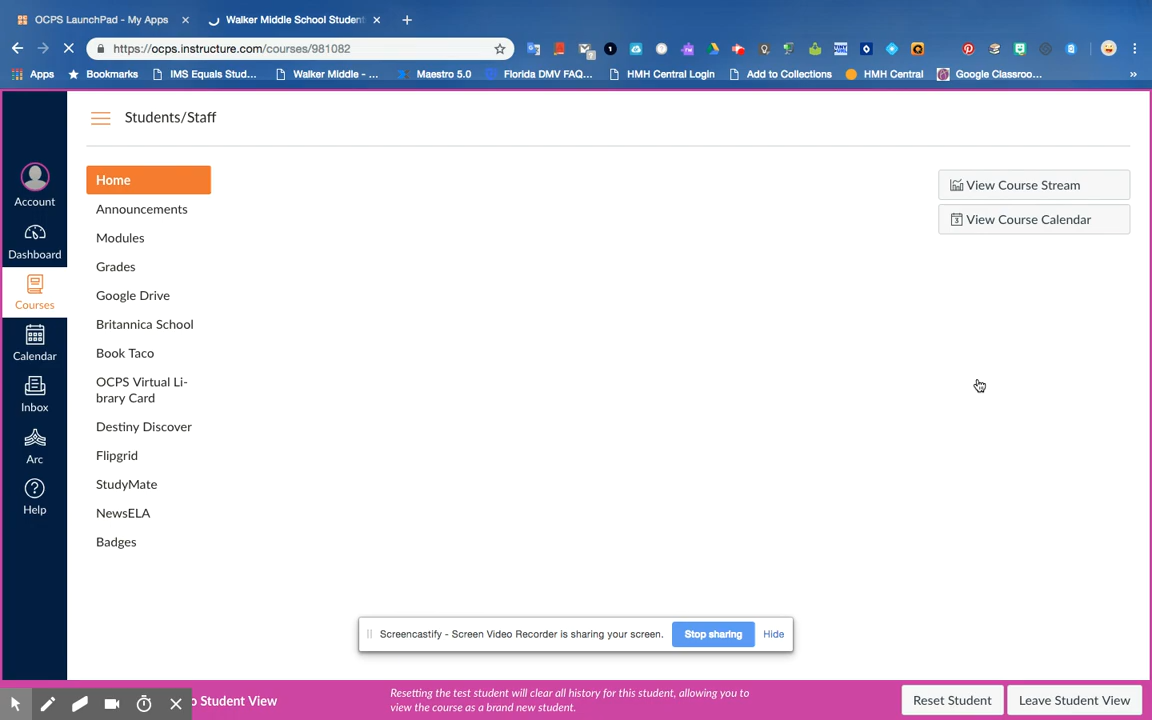 OCPS LaunchPad - My Apps
Walker Middle School Student
https://ocps.instructure.com/courses/981082
Apps
Bookmarks
IMS Equals Stud...
Walker Middle - ...
Maestro 5.0
Florida DMV FAQ...
HMH Central Login
Add to Collections
HMH Central
Google Classroo...
»
Students/Staff
Account
Dashboard
Courses
Calendar
Inbox
Arc
Help
Home
Announcements
Modules
Grades
Google Drive
Britannica School
Book Taco
OCPS Virtual Li-
brary Card
Destiny Discover
Flipgrid
StudyMate
NewsELA
Badges
View Course Stream
3 View Course Calendar
Screencastify - Screen Video Recorder is sharing your screen.
Stop sharing
Hide
o Student View
Resetting the test student will clear all history for this student, allowing you to
view the course as a brand new student.
Reset Student
Leave Student View